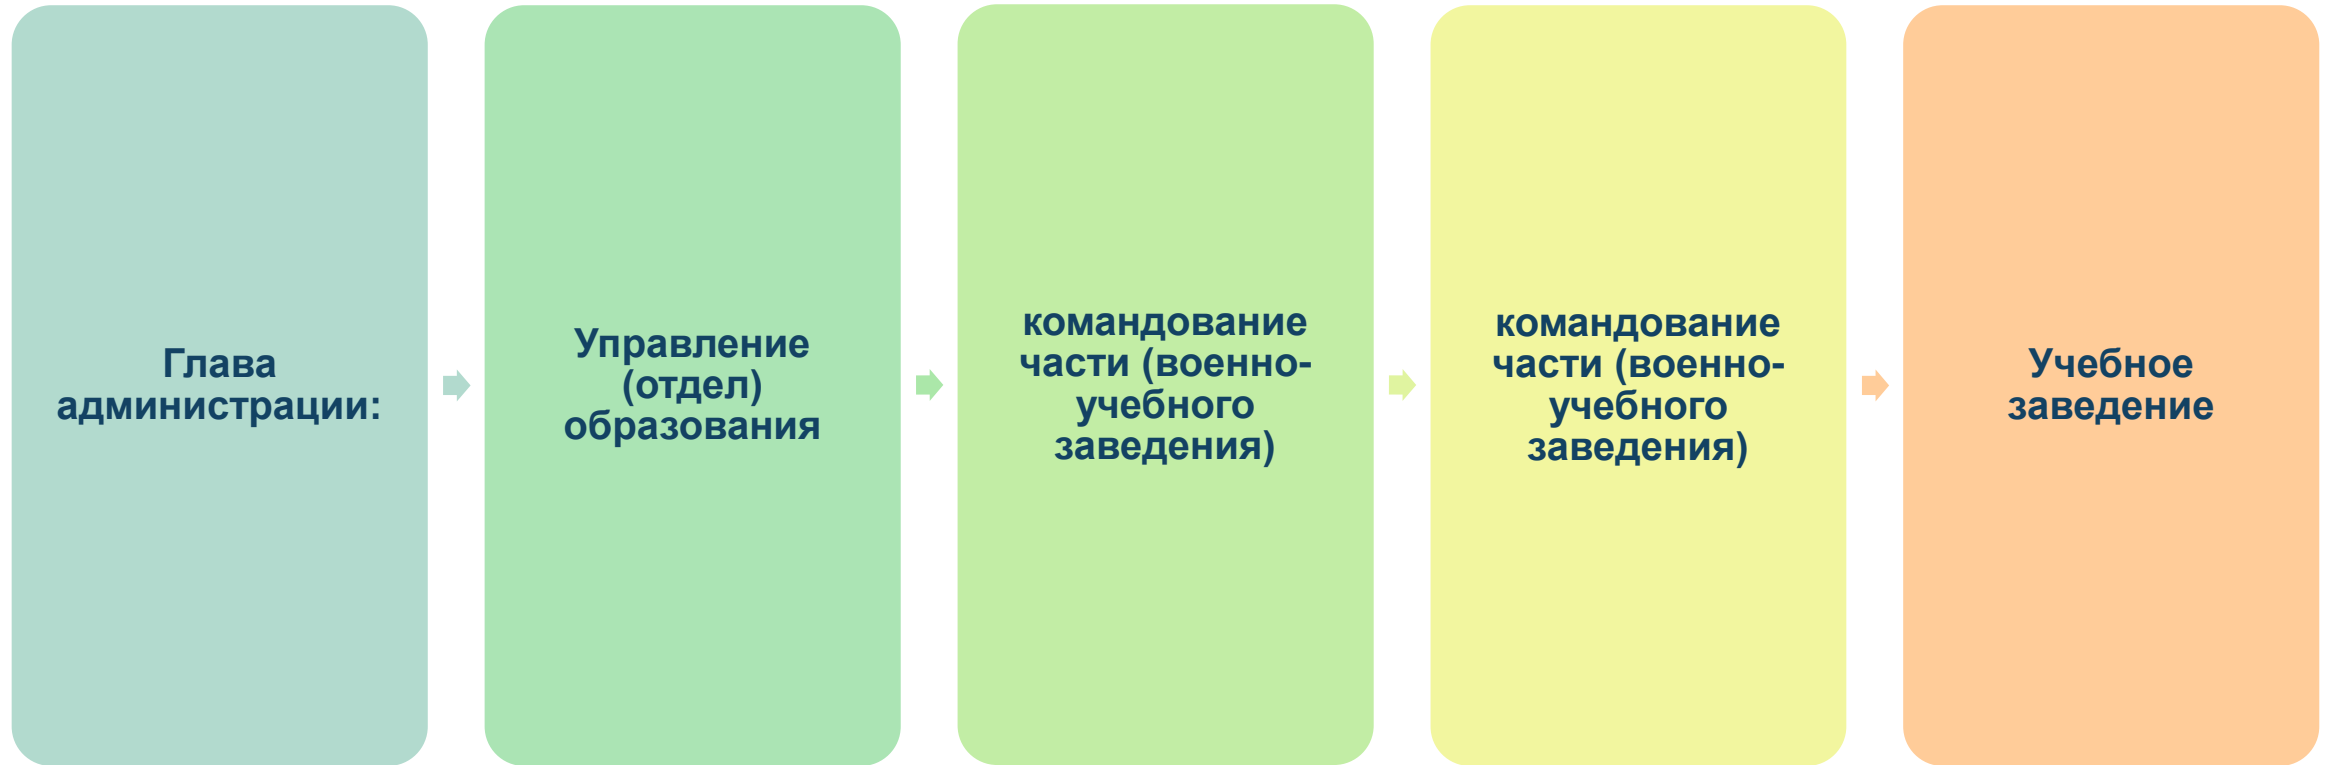 Глава
администрации:
Управление
(отдел)
образования
командование
части (военно-
учебного
заведения)
командование
части (военно-
учебного
заведения)
Учебное
заведение